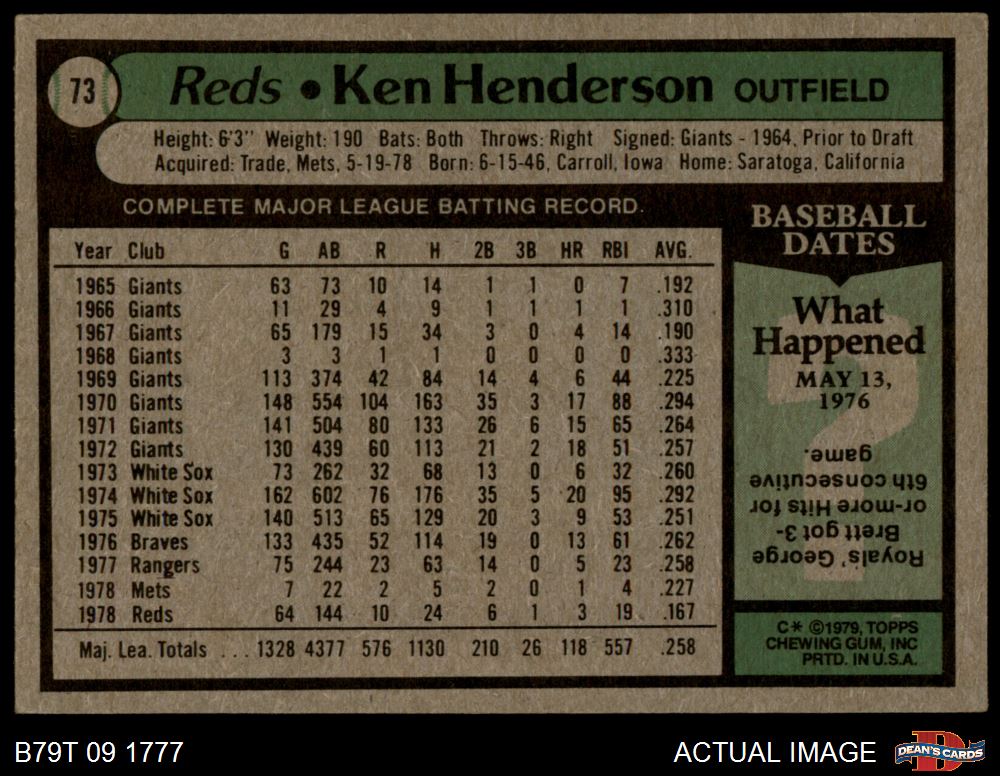 73
Reds • Ken Henderson OUTFIELD
Height: 6'3" Weight: 190 Bats: Both Throws: Right Signed: Giants - 1964, Prior to Draft
Acquired: Trade, Mets, 5-19-78 Born: 6-15-46, Carroll, Iowa Home: Saratoga, California
COMPLETE MAJOR LEAGUE BATTING RECORD.
Year Club G AB R H 2B 3B HR RBI AVG.
1965 Giants 63 73 10 14 1 1 0 7 .192
1966 Giants 11 29 4 9 1 1 1 1 .310
1967 Giants 65 179 15 34 3 0 4 14 .190
1968 Giants 3 3 1 1 0 0 0 0 .333
1969 Giants 113 374 42 84 14 4 6 44 .225
1970 Giants 148 554 104 163 35 3 17 88 .294
1971 Giants 141 504 80 133 26 6 15 65 .264
1972 Giants 130 439 60 113 21 2 18 51 .257
1973 White Sox 73 262 32 68 13 0 6 32 .260
1974 White Sox 162 602 76 176 35 5 20 95 .292
1975 White Sox 140 513 65 129 20 3 9 53 .251
1976 Braves 133 435 52 114 19 0 13 61 .262
1977 Rangers 75 244 23 63 14 0 5 23 .258
1978 Mets 7 22 2 5 2 0 1 4 .227
1978 Reds 64 144 10 24 6 1 3 19 .167
Maj. Lea. Totals . . . 1328 4377 576 1130 210 26 118 557 .258
BASEBALL
DATES
What
Happened
MAY 13,
1976
Royals' George
Brett got 3-
or-more Hits for
6th consecutive
game.
C* ©1979, TOPPS
CHEWING GUM, INC
PRTD. IN U.S.A.
B79T 09 1777
ACTUAL IMAGE
DEAN'S CARDS